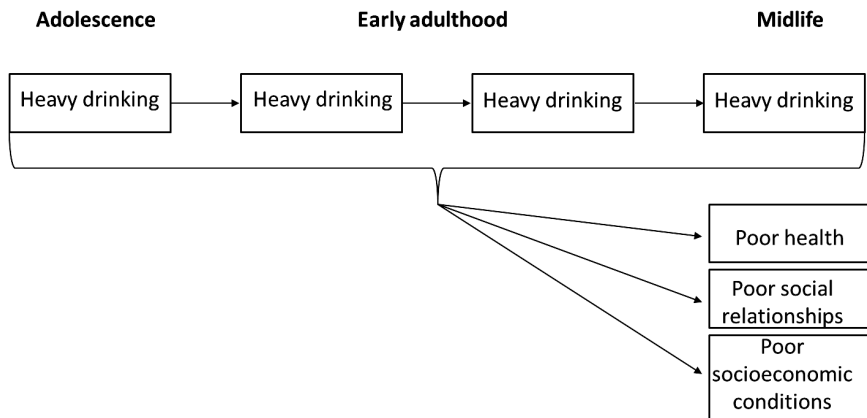 Adolescence Early adulthood Midlife
Heavy drinking Heavy drinking Heavy drinking Heavy drinking
Poor health
Poor social
relationships
Poor
socioeconomic
conditions